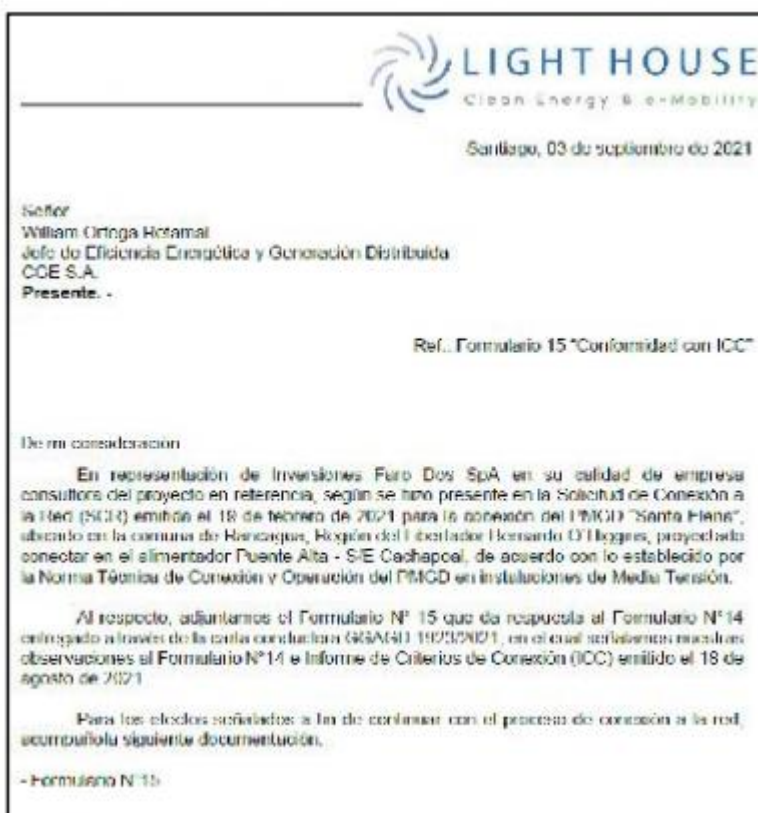 LIGHT HOUSE
Clean Energy & e-Mobility
Santiago, 03 de septiembre de 2021
Señor
William Ortega Retamal
Jefe de Eficiencia Energética y Generación Distribuida
CGE S.A.
Presente. -
Ref.: Formulario 15 "Conformidad con ICC"
De mi consideración
En representación de Inversiones Faro Dos SpA en su calidad de empresa
consultora del proyecto en referencia, según se hizo presente en la Solicitud de Conexión a
la Red (SCR) emitida el 19 de febrero de 2021 para la conexión del PMGD "Santa Elena",
ubicado en la comuna de Rancagua, Región del Libertador Bernardo O'Higgins, proyectado
conectar en el alimentador Puente Alta - S/E Cachapoal, de acuerdo con lo establecido por
la Norma Técnica de Conexión y Operación del PMGD en instalaciones de Media Tensión.
Al respecto, adjuntamos el Formulario N° 15 que da respuesta al Formulario N°14
entregado a través de la carta conductora GGAGD 1923/2021, en el cual señalamos nuestras
observaciones al Formulario N°14 e Informe de Criterios de Conexión (ICC) emitido el 18 de
agosto de 2021
Para los efectos señalados a fin de continuar con el proceso de conexión a la red,
acompañola siguiente documentación.
- Formulario N°15